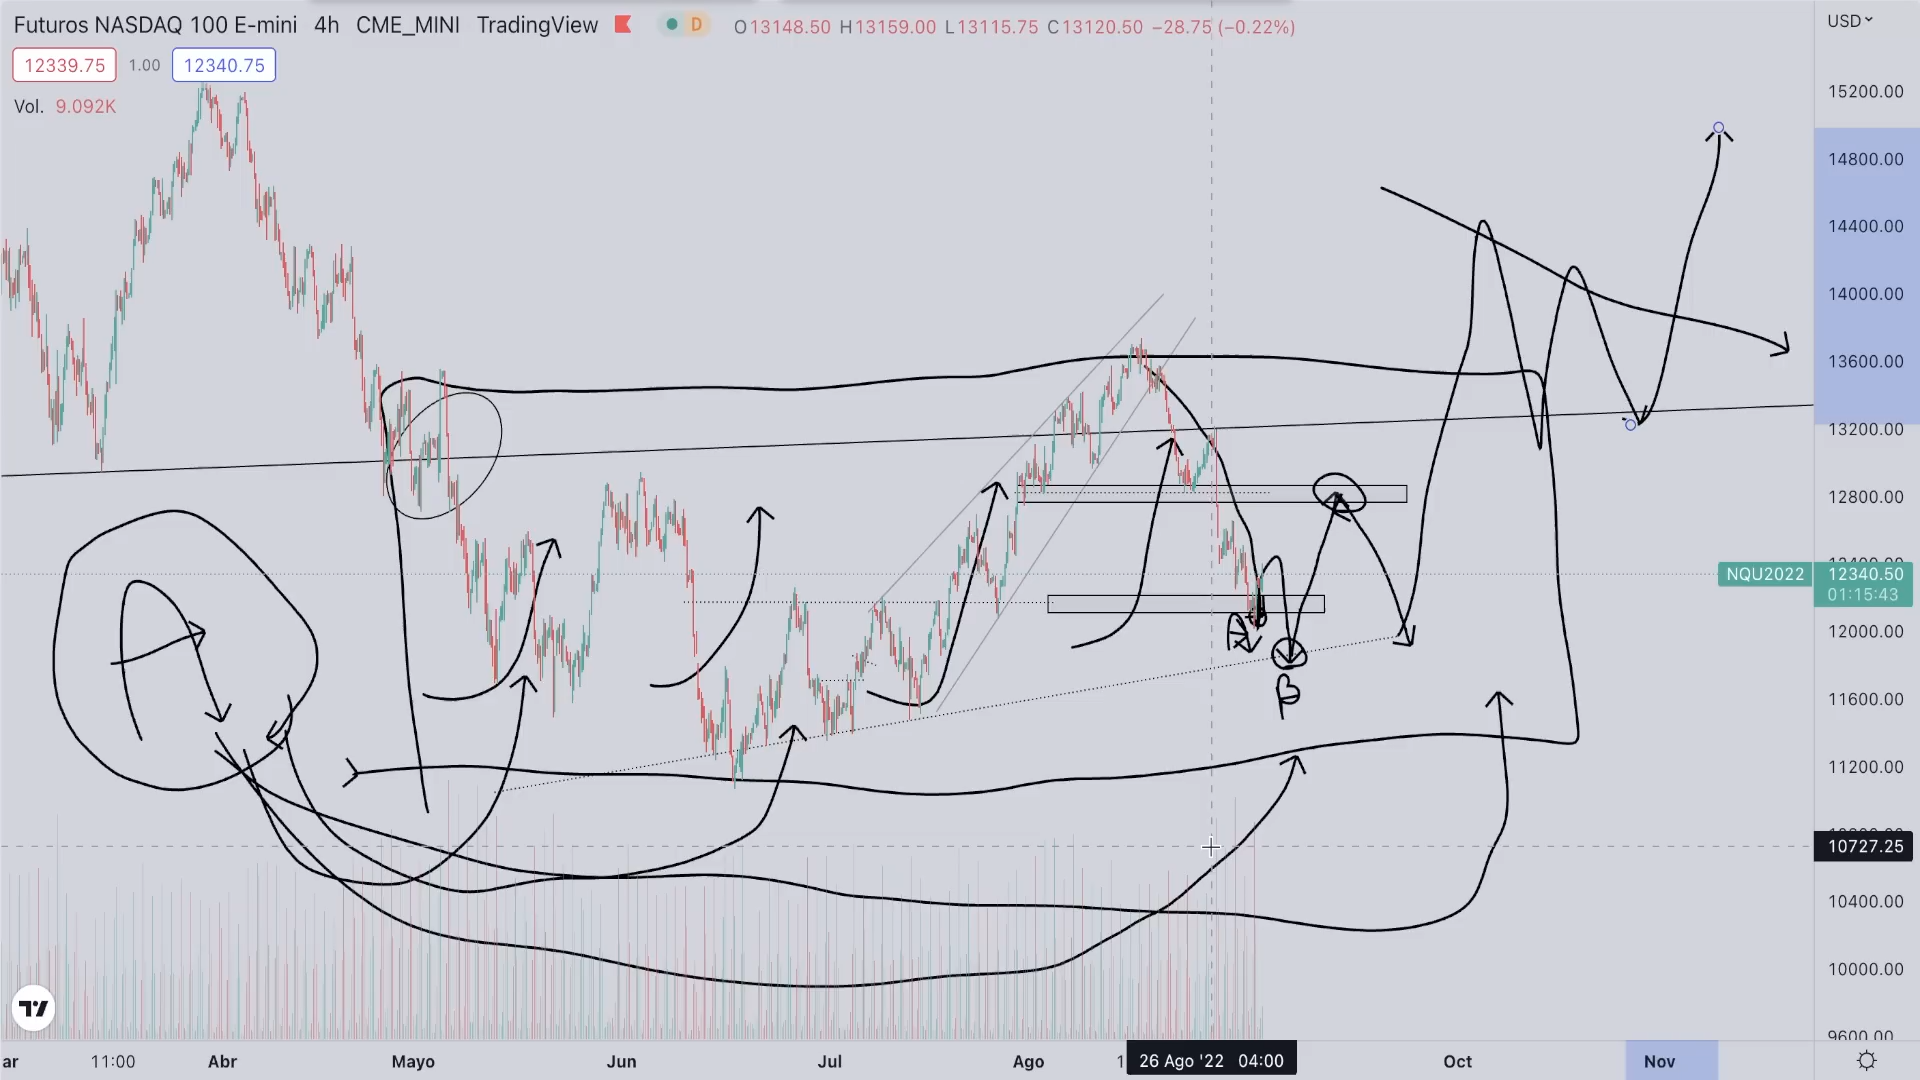 Futuros NASDAQ 100 E-mini 4h CME_MINI TradingView D O13148.50 H13159.00 L13115.75 C13120.50 −28.75 (−0.22%)
USD
12339.75 1.00 12340.75
Vol. 9.092K
15200.00
14800.00
14400.00
14000.00
13600.00
13200.00
12800.00
NQU2022 12340.50
01:15:43
12000.00
B
11600.00
11200.00
10727.25
10400.00
10000.00
9600.00
ar 11:00 Abr Mayo Jun Jul Ago 1 26 Ago '22 04:00 Oct Nov